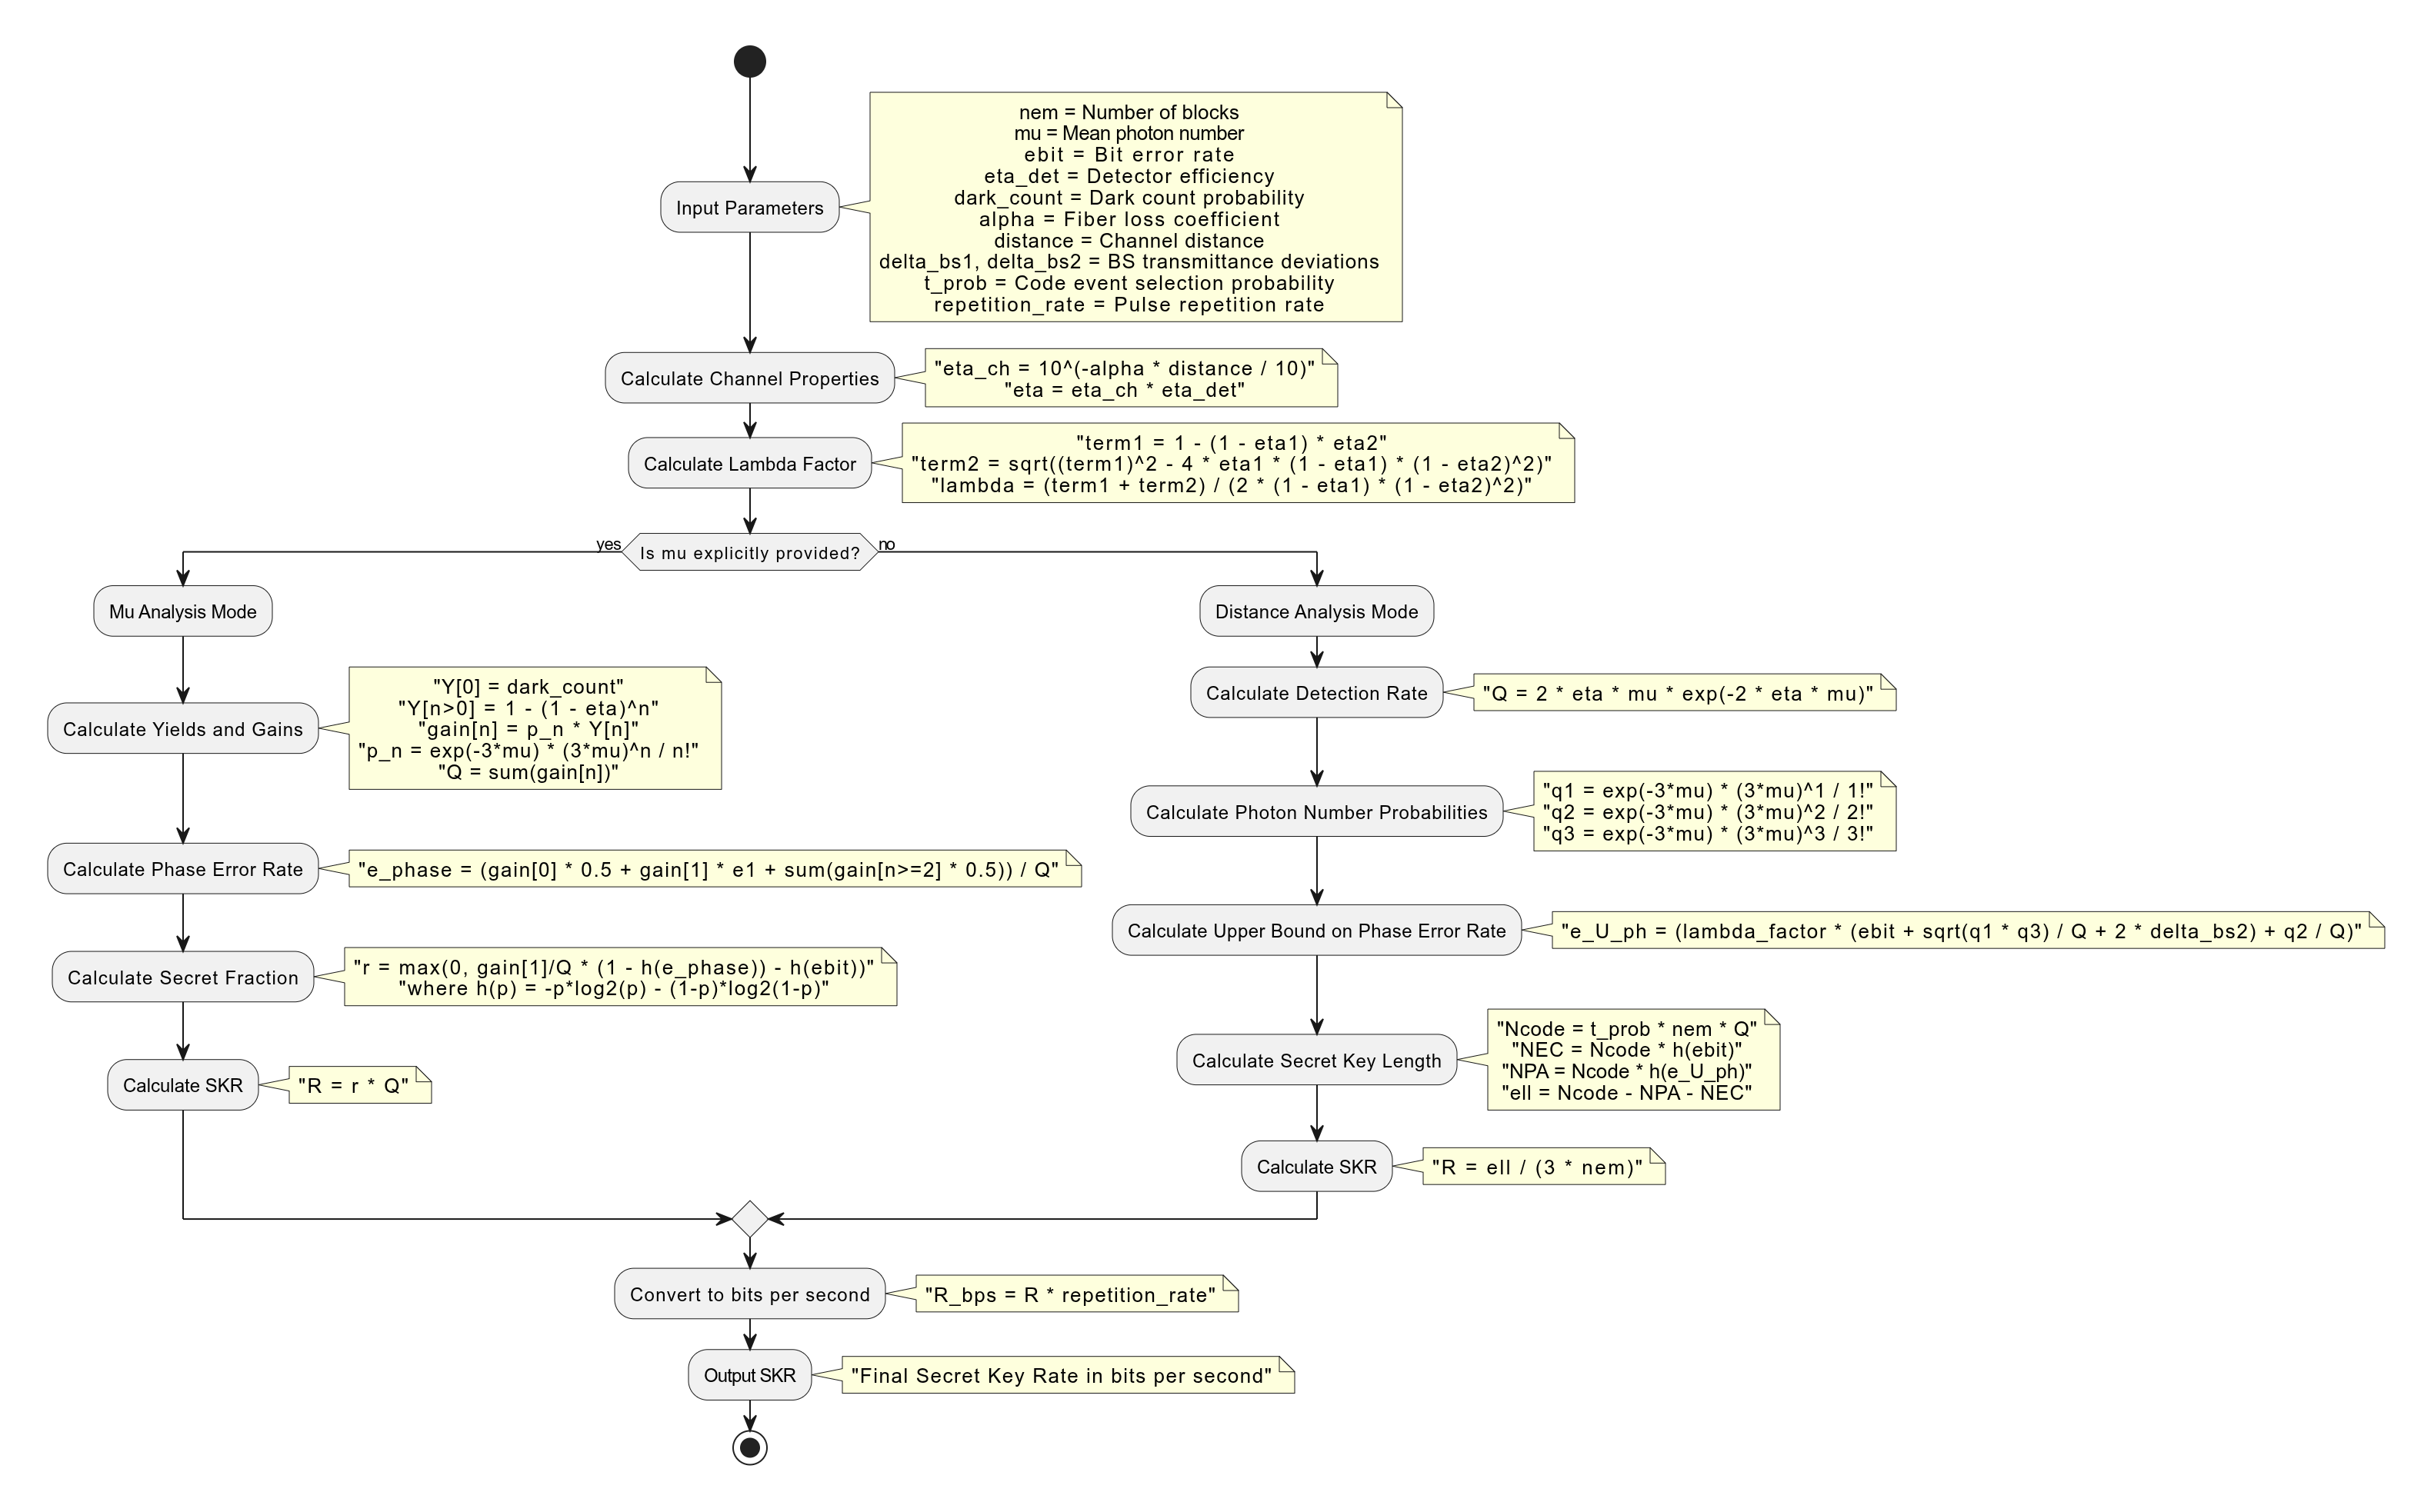 nem = Number of blocks
mu = Mean photon number
ebit = Bit error rate
eta_det = Detector efficiency
dark_count = Dark count probability
alpha = Fiber loss coefficient
distance = Channel distance
delta_bs1, delta_bs2 = BS transmittance deviations
t_prob = Code event selection probability
repetition_rate = Pulse repetition rate
Input Parameters
Calculate Channel Properties
"eta_ch = 10^(-alpha * distance / 10)"
"eta = eta_ch * eta_det"
Calculate Lambda Factor
"term1 = 1 - (1 - eta1) * eta2"
"term2 = sqrt((term1)^2 - 4 * eta1 * (1 - eta1) * (1 - eta2)^2)"
"lambda = (term1 + term2) / (2 * (1 - eta1) * (1 - eta2)^2)"
yes
Is mu explicitly provided?
no
Mu Analysis Mode
Calculate Yields and Gains
"Y[0] = dark_count"
"Y[n>0] = 1 - (1 - eta)^n"
"gain[n] = p_n * Y[n]"
"p_n = exp(-3*mu) * (3*mu)^n / n!"
"Q = sum(gain[n])"
Calculate Phase Error Rate
"e_phase = (gain[0] * 0.5 + gain[1] * e1 + sum(gain[n>=2] * 0.5)) / Q"
Calculate Secret Fraction
"r = max(0, gain[1]/Q * (1 - h(e_phase)) - h(ebit))"
"where h(p) = -p*log2(p) - (1-p)*log2(1-p)"
Calculate SKR
"R = r * Q"
Distance Analysis Mode
Calculate Detection Rate
"Q = 2 * eta * mu * exp(-2 * eta * mu)"
Calculate Photon Number Probabilities
"q1 = exp(-3*mu) * (3*mu)^1 / 1!"
"q2 = exp(-3*mu) * (3*mu)^2 / 2!"
"q3 = exp(-3*mu) * (3*mu)^3 / 3!"
Calculate Upper Bound on Phase Error Rate
"e_U_ph = (lambda_factor * (ebit + sqrt(q1 * q3) / Q + 2 * delta_bs2) + q2 / Q)"
Calculate Secret Key Length
"Ncode = t_prob * nem * Q"
"NEC = Ncode * h(ebit)"
"NPA = Ncode * h(e_U_ph)"
"ell = Ncode - NPA - NEC"
Calculate SKR
"R = ell / (3 * nem)"
Convert to bits per second
"R_bps = R * repetition_rate"
Output SKR
"Final Secret Key Rate in bits per second"